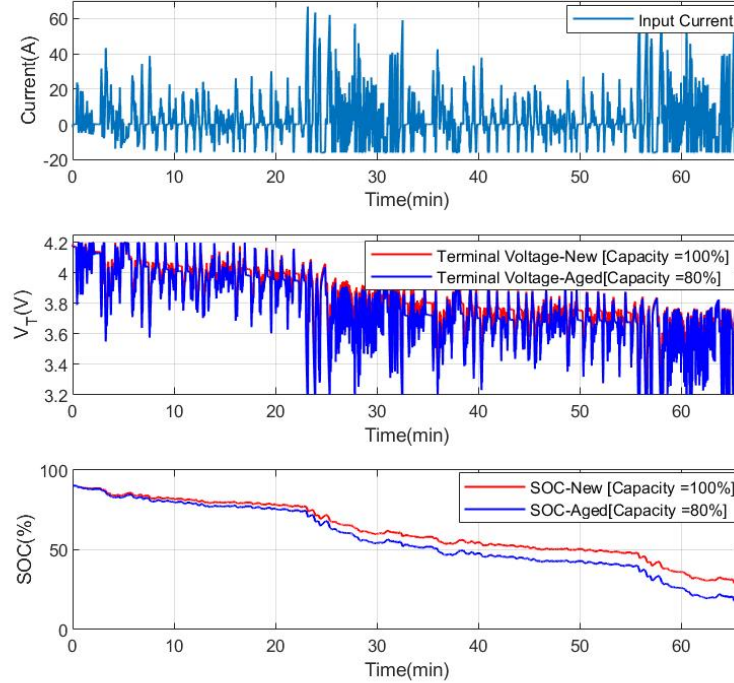 60
40
20
0
-20
Current(A)
Input Current
0 10 20 30 40 50 60
Time(min)
4.2
4
3.8
3.6
3.4
3.2
V_T(V)
Terminal Voltage-New [Capacity =100%]
Terminal Voltage-Aged[Capacity =80%]
0 10 20 30 40 50 60
Time(min)
100
50
0
SOC(%)
SOC-New [Capacity =100%]
SOC-Aged[Capacity =80%]
0 10 20 30 40 50 60
Time(min)